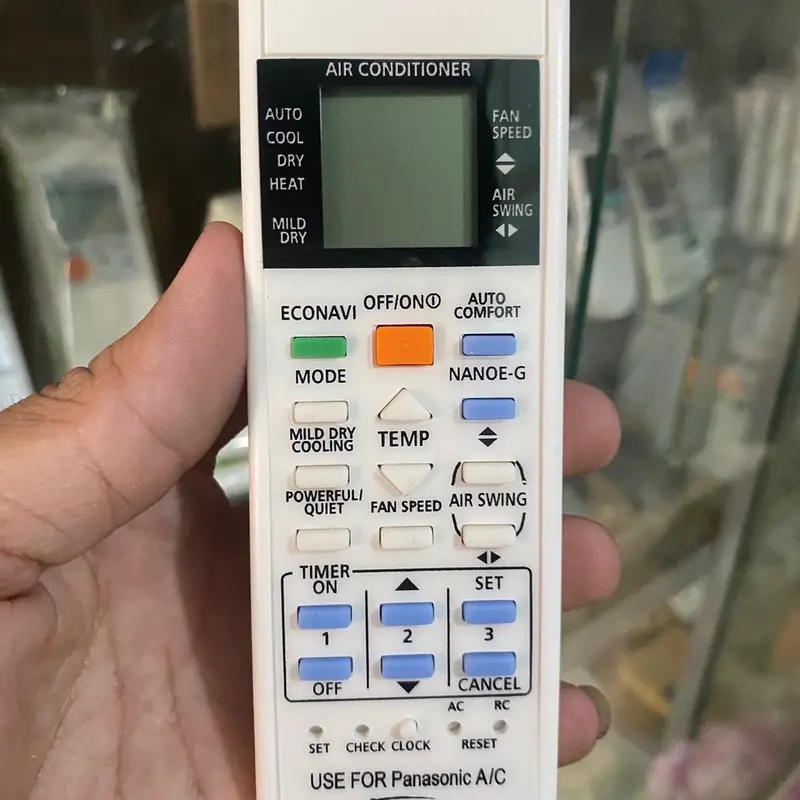 AIR CONDITIONER
AUTO
COOL
DRY
HEAT
MILD
DRY
FAN
SPEED
AIR
SWING
ECONAVI
OFF/ON
AUTO
COMFORT
MODE
NANOE-G
MILD DRY
COOLING
TEMP
POWERFUL/
QUIET
FAN SPEED
AIR SWING
TIMER
ON
SET
1
2
3
OFF
CANCEL
AC
RC
SET
CHECK
CLOCK
RESET
USE FOR Panasonic A/C